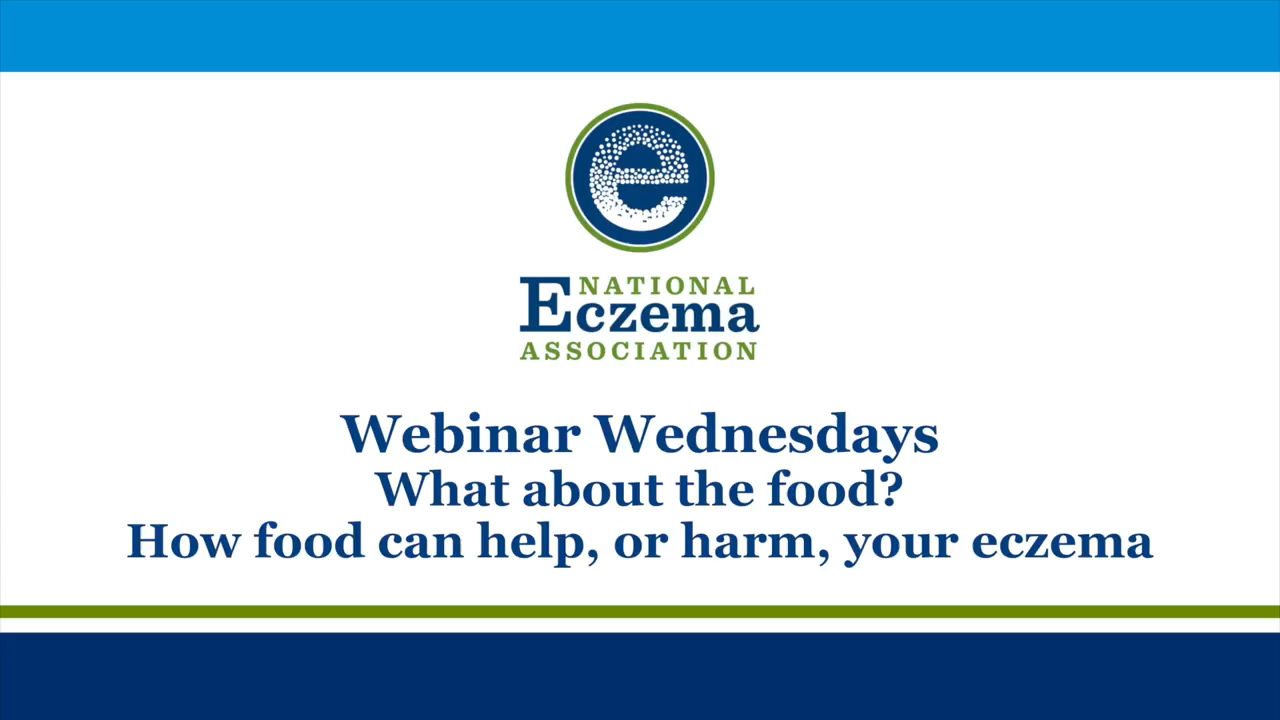 e
NATIONAL
Eczema
ASSOCIATION
Webinar Wednesdays
What about the food?
How food can help, or harm, your eczema